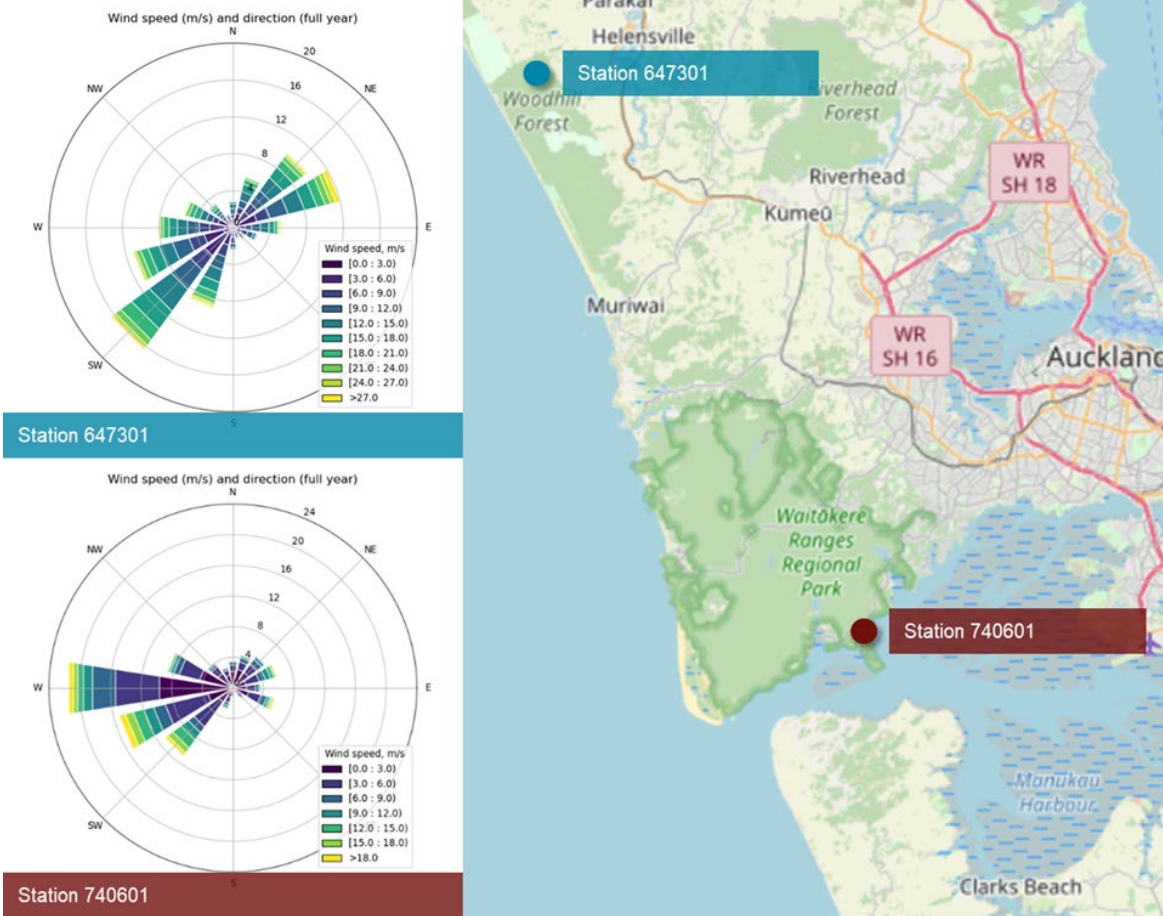 Wind speed (m/s) and direction (full year)
N
20
NW
NE
16
12
8
4
W
E
Wind speed, m/s
[0.0 : 3.0)
[3.0 : 6.0)
[6.0 : 9.0)
[9.0 : 12.0)
[12.0 : 15.0)
[15.0 : 18.0)
[18.0 : 21.0)
[21.0 : 24.0)
[24.0 : 27.0)
>27.0
SW
S
Station 647301
Wind speed (m/s) and direction (full year)
N
24
NW
NE
20
16
12
8
4
W
E
Wind speed, m/s
[0.0 : 3.0)
[3.0 : 6.0)
[6.0 : 9.0)
[9.0 : 12.0)
[12.0 : 15.0)
[15.0 : 18.0)
>18.0
SW
S
Station 740601
Parakai
Helensville
Station 647301
Woodhill
Forest
Riverhead
Forest
WR
SH 18
Riverhead
Kumeū
Muriwai
WR
SH 16
Auckland
Waitākere
Ranges
Regional
Park
Station 740601
Manukau
Harbour
Clarks Beach